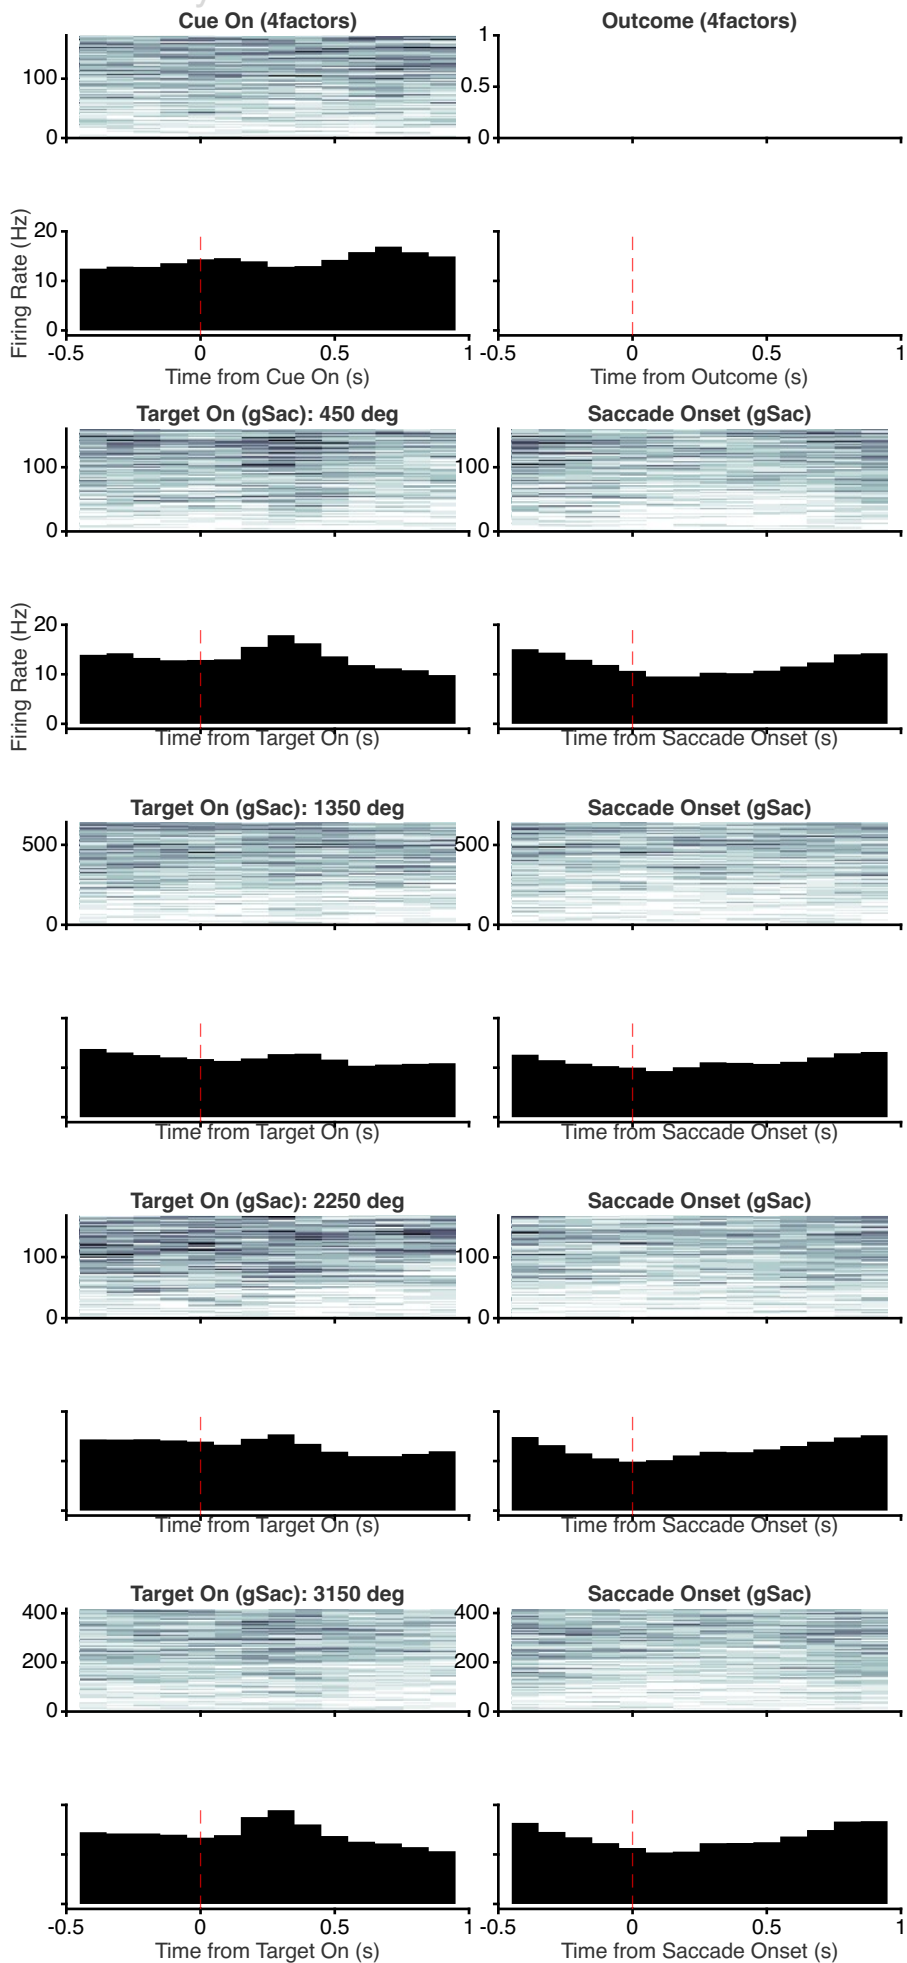 Cue On (4factors) Outcome (4factors)
100
0
1
0.5
0
Firing Rate (Hz)
20
10
0
-0.5 0 0.5 1 -0.5 0 0.5 1
Time from Cue On (s) Time from Outcome (s)
Target On (gSac): 450 deg Saccade Onset (gSac)
100 100
0 0
Firing Rate (Hz)
20
10
0
Time from Target On (s) Time from Saccade Onset (s)
Target On (gSac): 1350 deg Saccade Onset (gSac)
500 500
0 0
Time from Target On (s) Time from Saccade Onset (s)
Target On (gSac): 2250 deg Saccade Onset (gSac)
100 100
0 0
Time from Target On (s) Time from Saccade Onset (s)
Target On (gSac): 3150 deg Saccade Onset (gSac)
400 400
200 200
0 0
-0.5 0 0.5 1 -0.5 0 0.5 1
Time from Target On (s) Time from Saccade Onset (s)